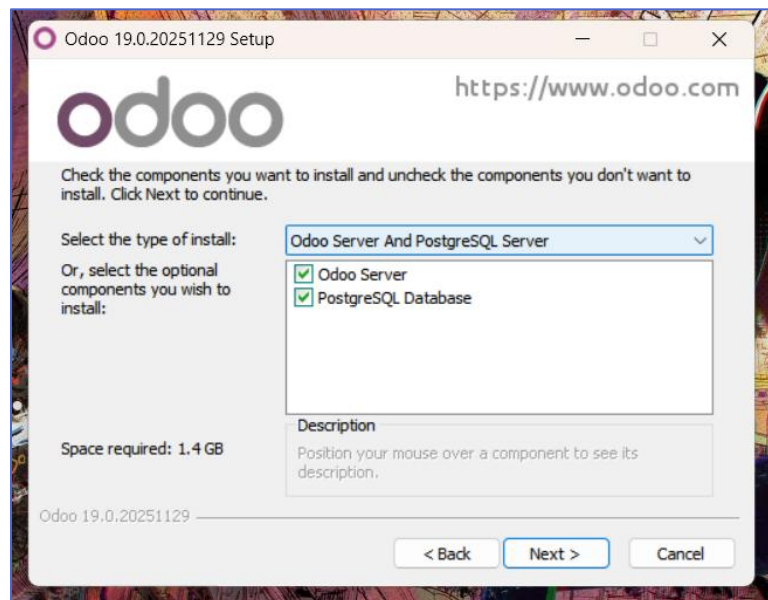 Odoo 19.0.20251129 Setup
odoo
https://www.odoo.com
Check the components you want to install and uncheck the components you don't want to
install. Click Next to continue.
Select the type of install:
Odoo Server And PostgreSQL Server
Or, select the optional
components you wish to
install:
Odoo Server
PostgreSQL Database
Space required: 1.4 GB
Description
Position your mouse over a component to see its
description.
Odoo 19.0.20251129
< Back
Next >
Cancel